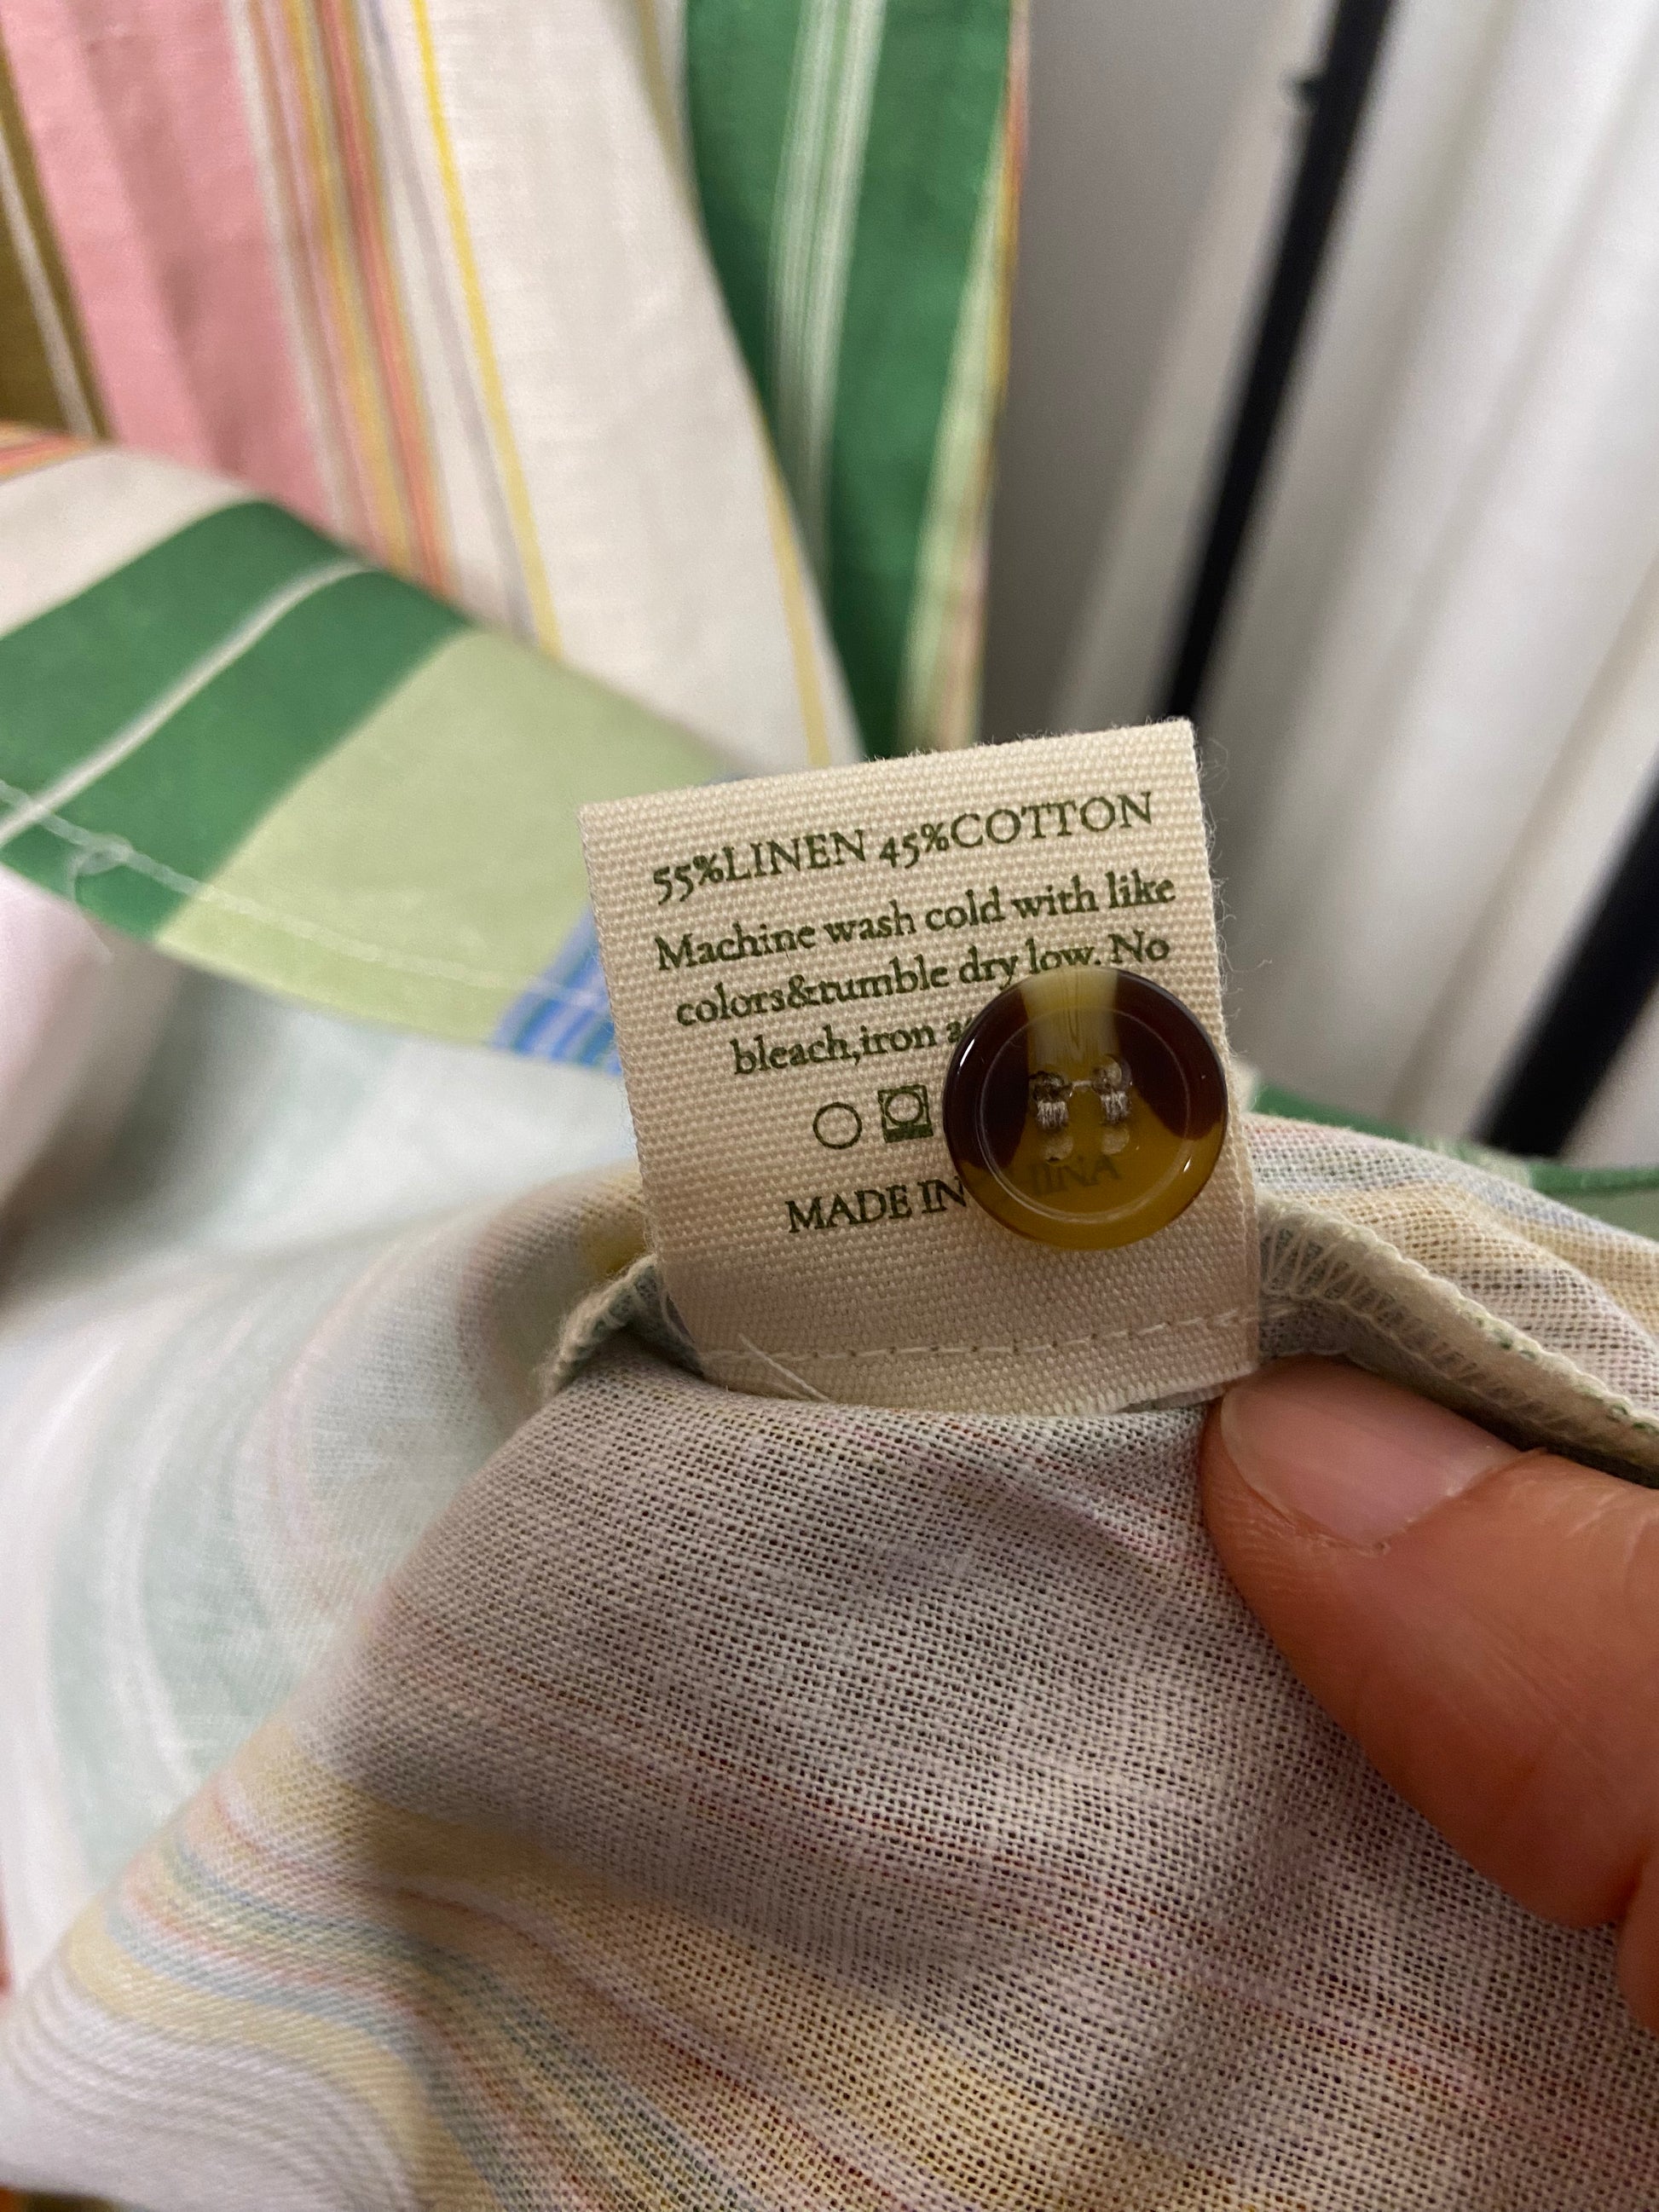 55%LINEN 45%COTTON
Machine wash cold with like
colors&tumble dry low. No
bleach,iron
MADE IN